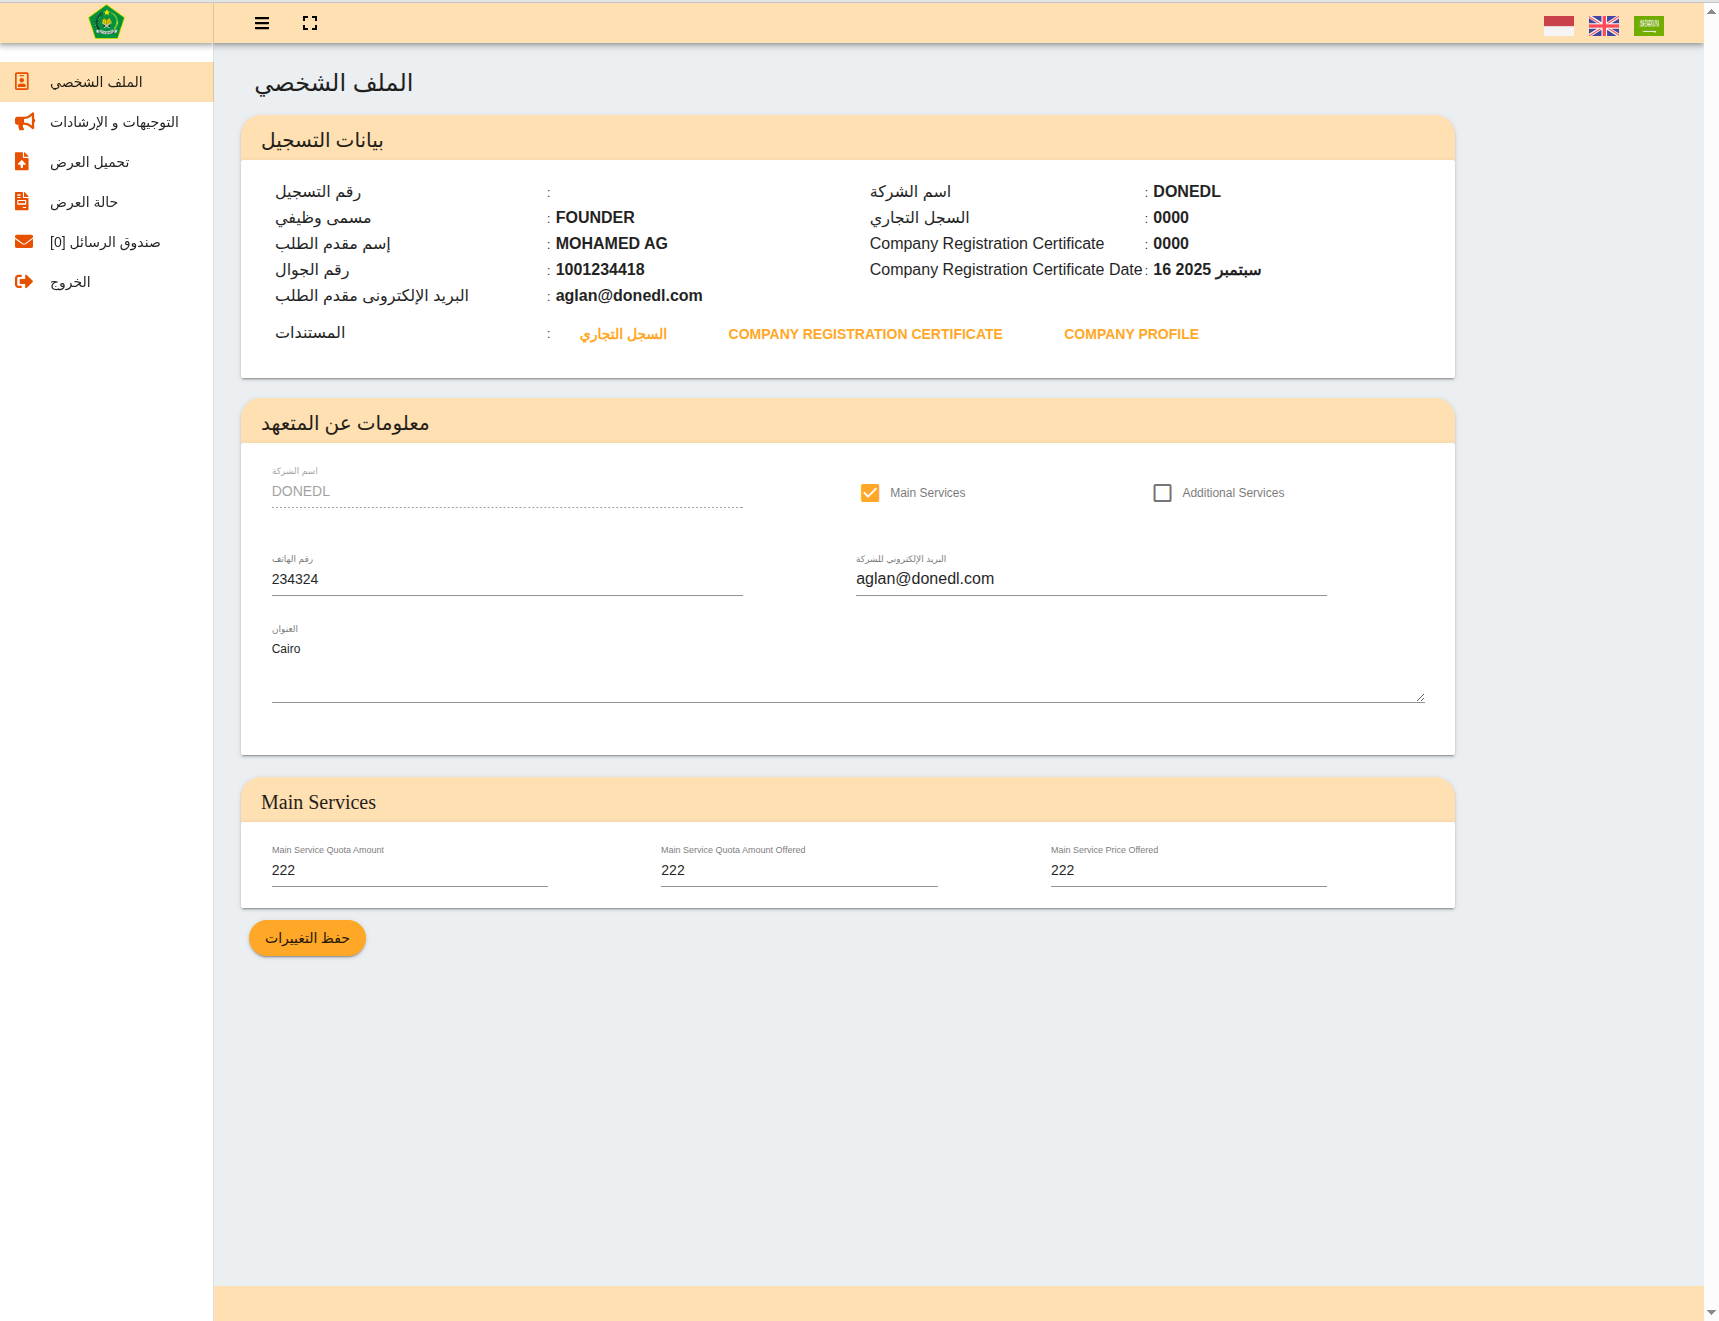 الملف الشخصي
التوجيهات و الإرشادات
تحميل العرض
حالة العرض
صندوق الرسائل [0]
الخروج
الملف الشخصي
بيانات التسجيل
رقم التسجيل :
مسمى وظيفي : FOUNDER
إسم مقدم الطلب : MOHAMED AG
رقم الجوال : 1001234418
البريد الإلكتروني مقدم الطلب : aglan@donedl.com
اسم الشركة : DONEDL
السجل التجاري : 0000
Company Registration Certificate : 0000
Company Registration Certificate Date : 16 سبتمبر 2025
المستندات : السجل التجاري COMPANY REGISTRATION CERTIFICATE COMPANY PROFILE
معلومات عن المتعهد
اسم الشركة
DONEDL
Main Services
Additional Services
رقم الهاتف
234324
البريد الإلكتروني للشركة
aglan@donedl.com
العنوان
Cairo
Main Services
Main Service Quota Amount
222
Main Service Quota Amount Offered
222
Main Service Price Offered
222
حفظ التغييرات